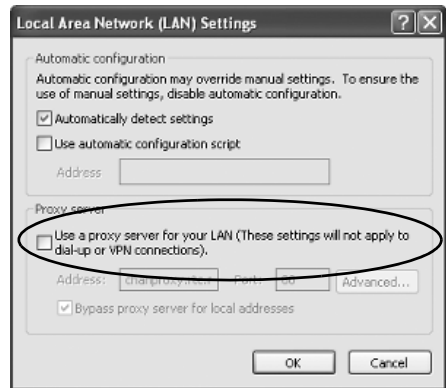 Local Area Network (LAN) Settings
Automatic configuration
Automatic configuration may override manual settings. To ensure the
use of manual settings, disable automatic configuration.
Automatically detect settings
Use automatic configuration script
Address
Proxy server
Use a proxy server for your LAN (These settings will not apply to
dial-up or VPN connections).
Address: Port: 80 Advanced...
Bypass proxy server for local addresses
OK Cancel